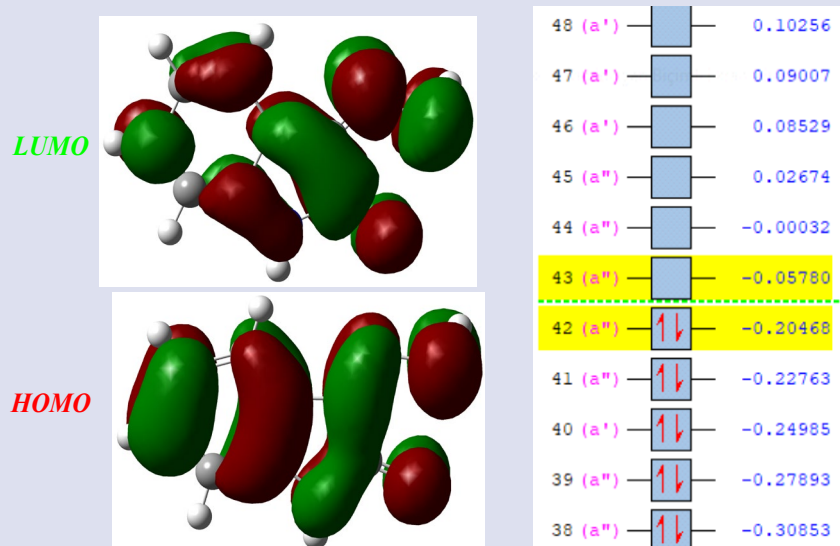 LUMO
HOMO
48 (a') 0.10256
47 (a') 0.09007
46 (a') 0.08529
45 (a") 0.02674
44 (a") -0.00032
43 (a") -0.05780
42 (a") -0.20468
41 (a") -0.22763
40 (a') -0.24985
39 (a") -0.27893
38 (a") -0.30853